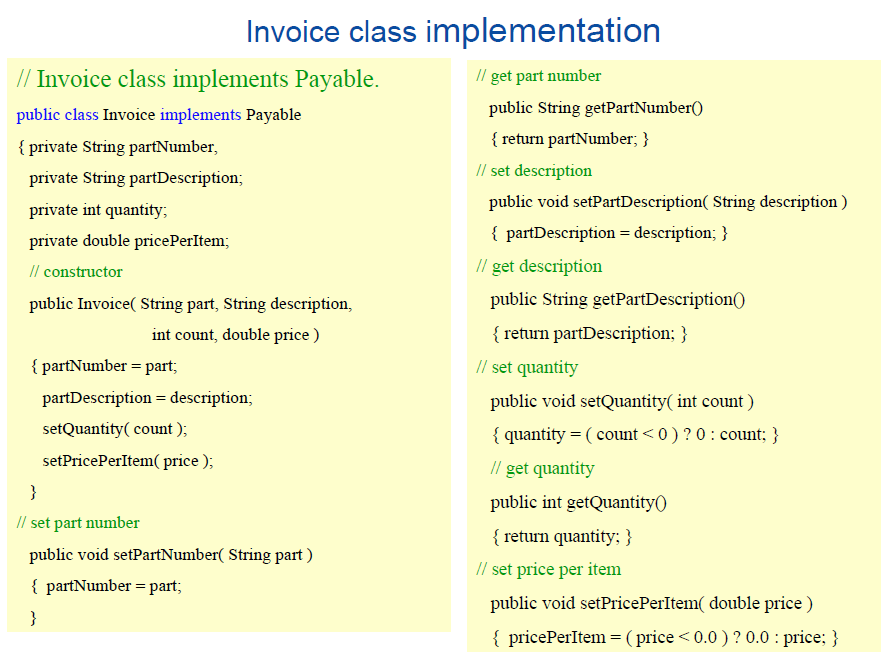 Invoice class implementation
// Invoice class implements Payable.
public class Invoice implements Payable
{ private String partNumber,
private String partDescription;
private int quantity;
private double pricePerItem;
// constructor
public Invoice( String part, String description,
int count, double price )
{ partNumber = part;
partDescription = description;
setQuantity( count );
setPricePerItem( price );
}
// set part number
public void setPartNumber( String part )
{ partNumber = part;
}
// get part number
public String getPartNumber()
{ return partNumber; }
// set description
public void setPartDescription( String description )
{ partDescription = description; }
// get description
public String getPartDescription()
{ return partDescription; }
// set quantity
public void setQuantity( int count )
{ quantity = ( count < 0 ) ? 0 : count; }
// get quantity
public int getQuantity()
{ return quantity; }
// set price per item
public void setPricePerItem( double price )
{ pricePerItem = ( price < 0.0 ) ? 0.0 : price; }